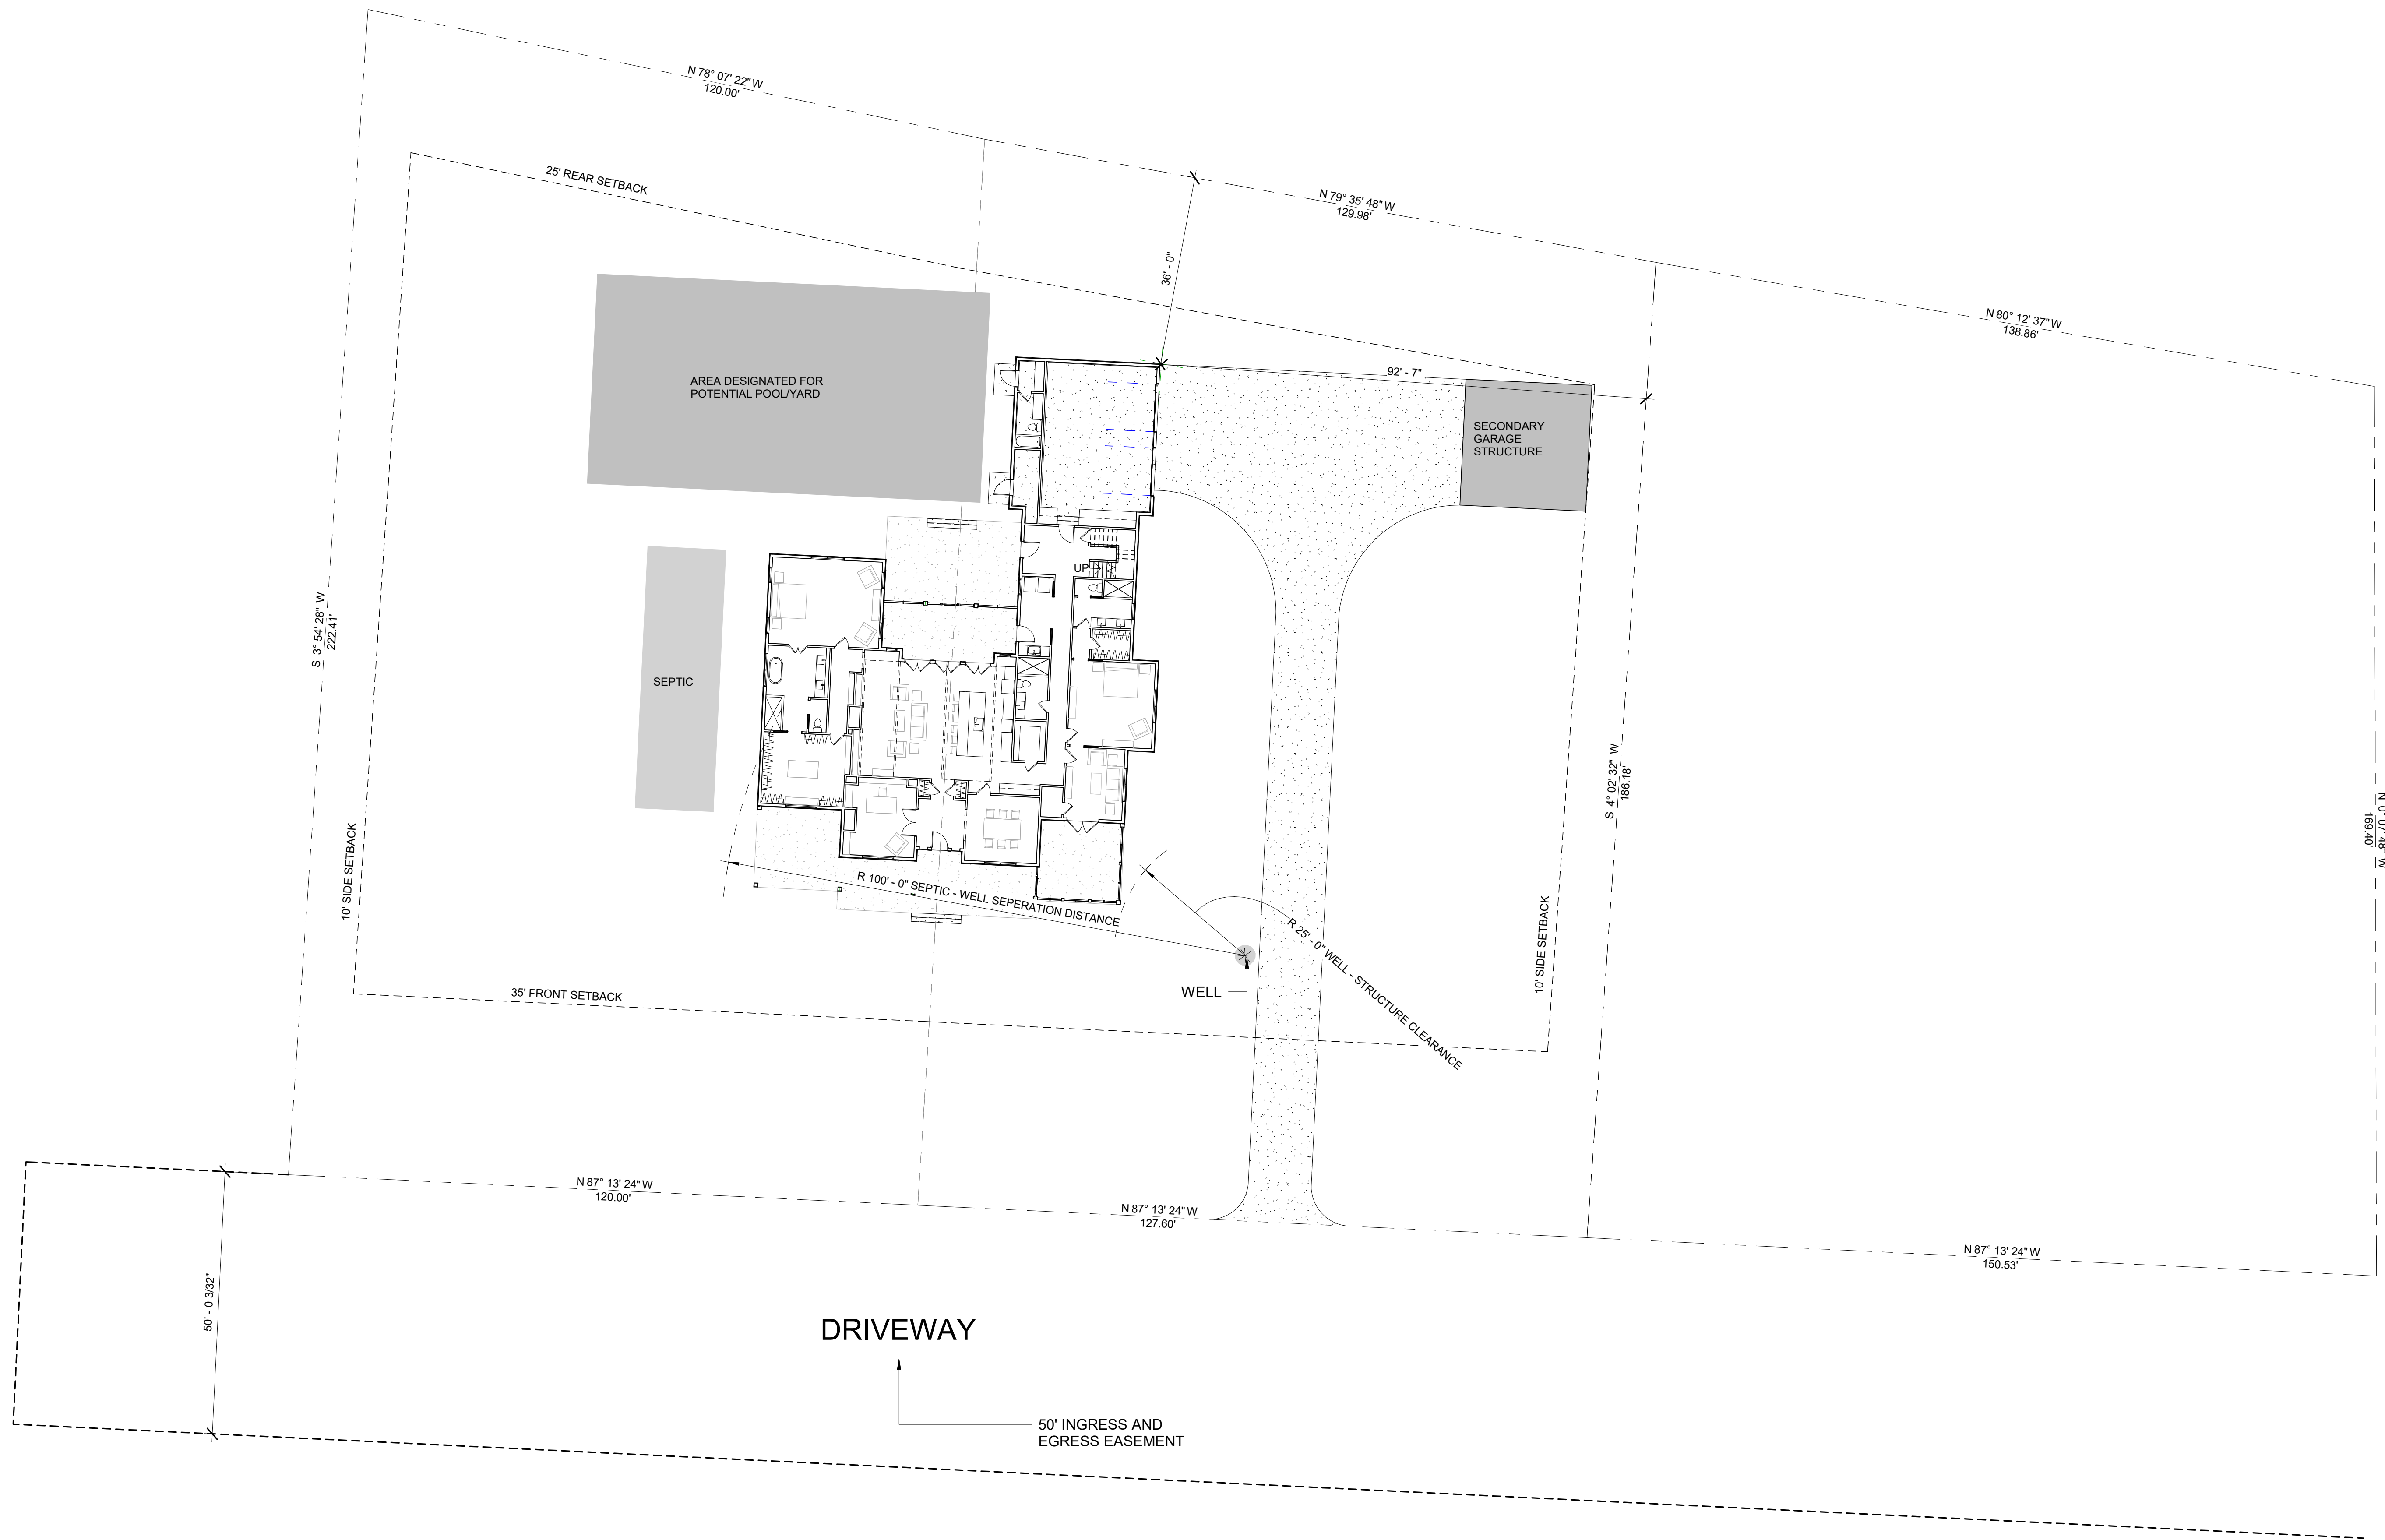 N 78° 07' 22" W
120.00'
25' REAR SETBACK
N 79° 35' 48" W
129.98'
36' - 0"
N 80° 12' 37" W
138.86'
92' - 7"
AREA DESIGNATED FOR
POTENTIAL POOL/YARD
SECONDARY
GARAGE
STRUCTURE
UP
S 3° 54' 28" W
222.41'
SEPTIC
S 4° 02' 32" W
186.18'
N 0° 07' 48" W
169.40'
10' SIDE SETBACK
R 100' - 0" SEPTIC - WELL SEPERATION DISTANCE
R 25' - 0" WELL - STRUCTURE CLEARANCE
10' SIDE SETBACK
WELL
35' FRONT SETBACK
N 87° 13' 24" W
120.00'
N 87° 13' 24" W
127.60'
N 87° 13' 24" W
150.53'
50' - 0 3/32"
DRIVEWAY
50' INGRESS AND
EGRESS EASEMENT